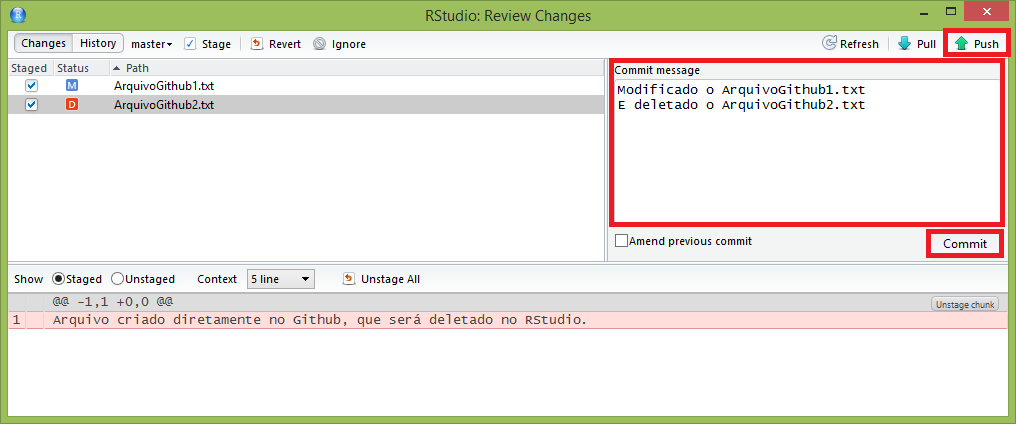 RStudio: Review Changes
Changes History master Stage Revert Ignore Refresh Pull Push
Staged Status Path
M ArquivoGithub1.txt
D ArquivoGithub2.txt
Commit message
Modificado o ArquivoGithub1.txt
E deletado o ArquivoGithub2.txt
Amend previous commit Commit
Show Staged Unstaged Context 5 line Unstage All
@@ -1,1 +0,0 @@ Unstage chunk
1 Arquivo criado diretamente no Github, que será deletado no RStudio.